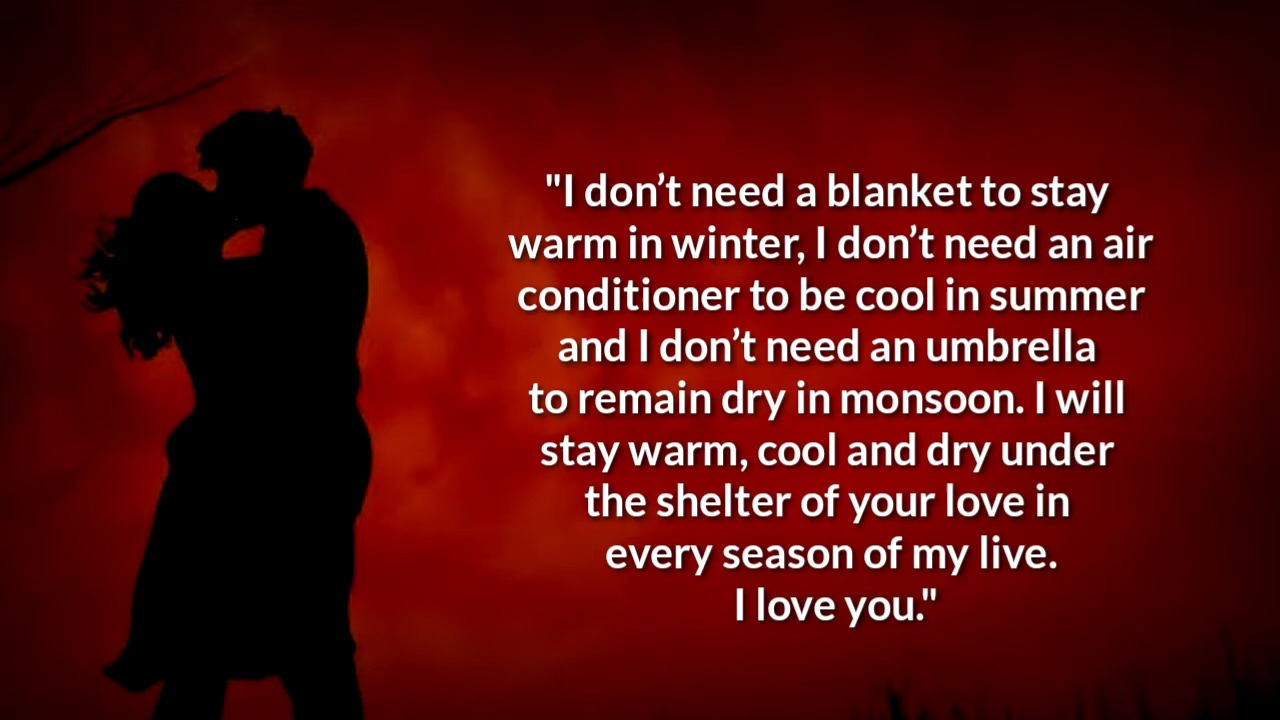 "I don’t need a blanket to stay
warm in winter, I don’t need an air
conditioner to be cool in summer
and I don’t need an umbrella
to remain dry in monsoon. I will
stay warm, cool and dry under
the shelter of your love in
every season of my live.
I love you."